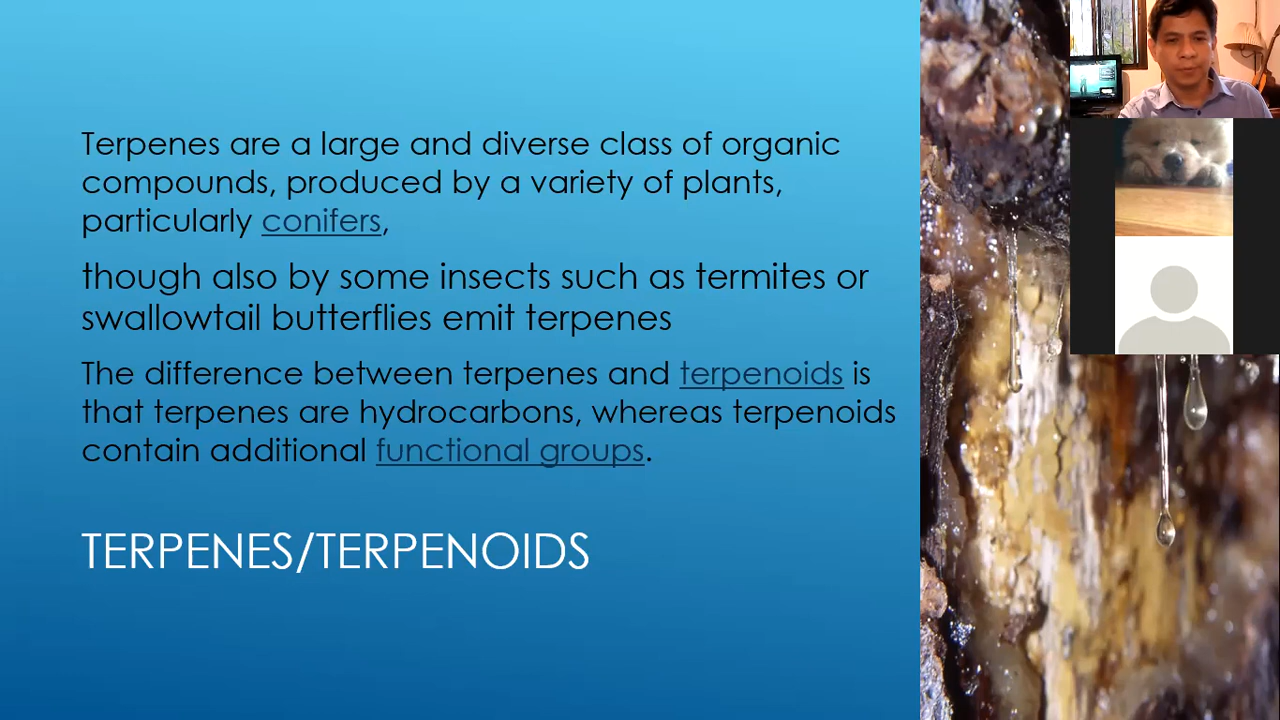 Terpenes are a large and diverse class of organic
compounds, produced by a variety of plants,
particularly conifers,
though also by some insects such as termites or
swallowtail butterflies emit terpenes
The difference between terpenes and terpenoids is
that terpenes are hydrocarbons, whereas terpenoids
contain additional functional groups.
TERPENES/TERPENOIDS